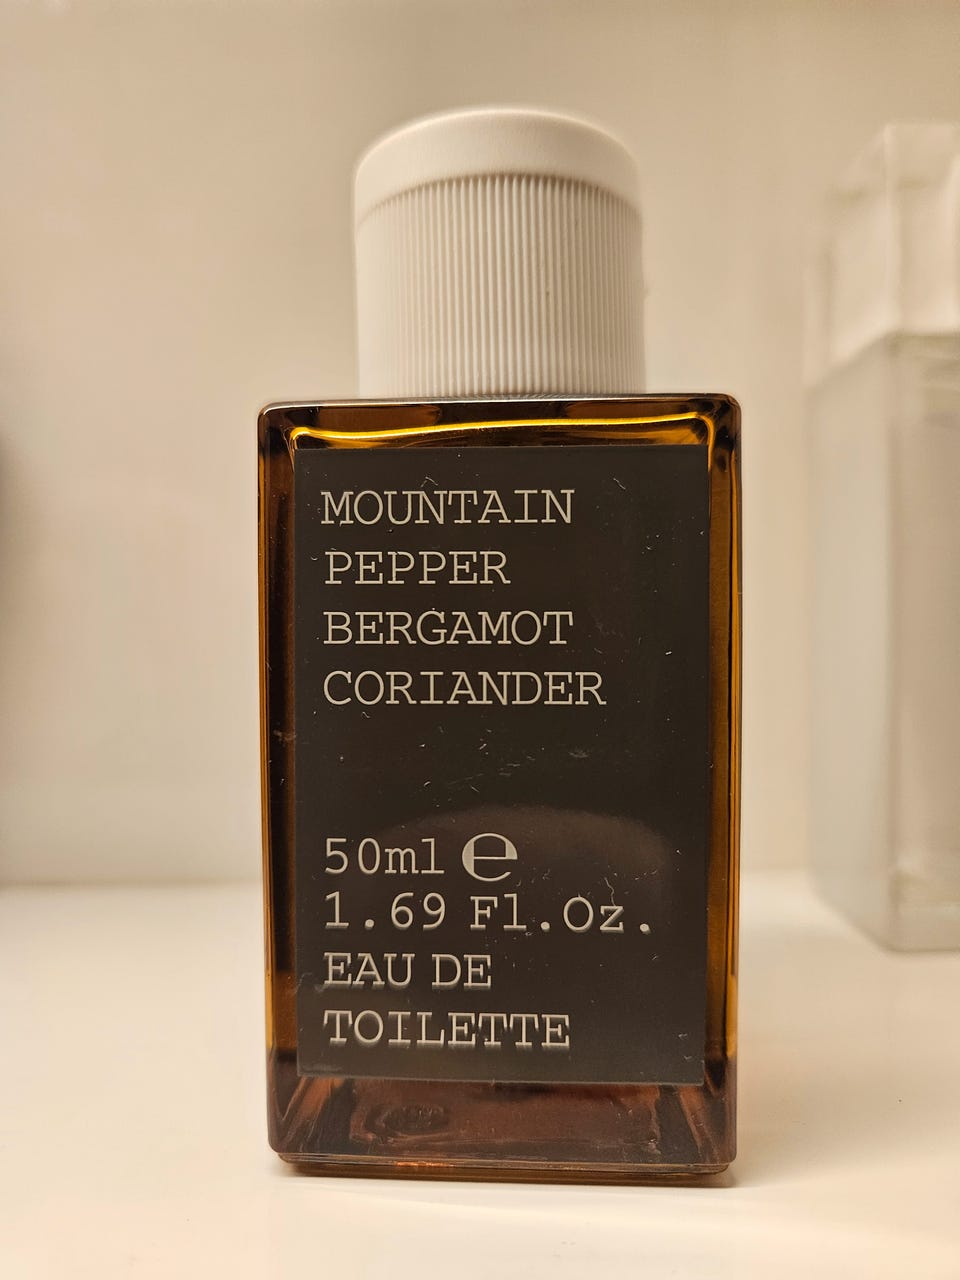 MOUNTAIN
PEPPER
BERGAMOT
CORIANDER
50ml ℮
1.69 Fl.Oz.
EAU DE
TOILETTE